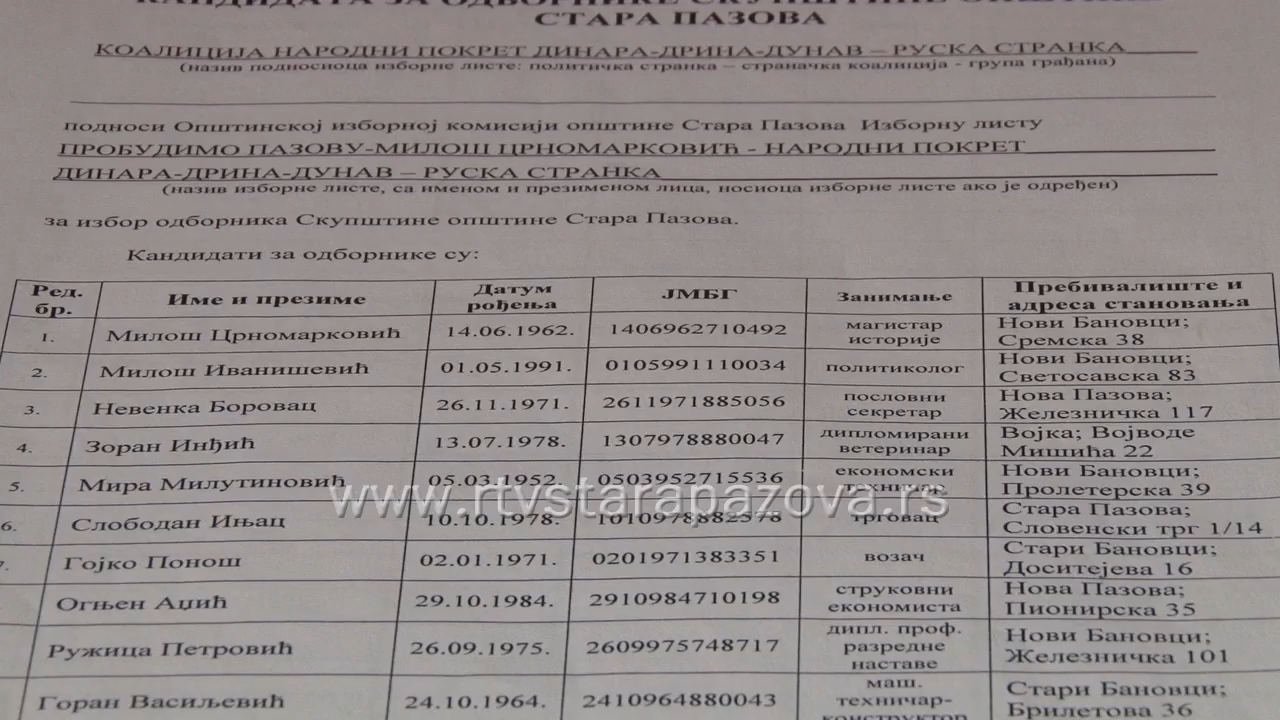 КАНДИДАТА ЗА ОДБОРНИКЕ СКУПШТИНЕ ОПШТИНЕ
СТАРА ПАЗОВА
КОАЛИЦИЈА НАРОДНИ ПОКРЕТ ДИНАРА-ДРИНА-ДУНАВ – РУСКА СТРАНКА
(назив подносиоца изборне листе: политичка странка – страначка коалиција - група грађана)
подноси Општинској изборној комисији општине Стара Пазова Изборну листу
ПРОБУДИМО ПАЗОВУ-МИЛОШ ЦРНОМАРКОВИЋ - НАРОДНИ ПОКРЕТ
ДИНАРА-ДРИНА-ДУНАВ – РУСКА СТРАНКА
(назив изборне листе, са именом и презименом лица, носиоца изборне листе ако је одређен)
за избор одборника Скупштине општине Стара Пазова.
Кандидати за одборнике су:
Ред. бр. Име и презиме Датум рођења ЈМБГ Занимање Пребивалиште и адреса становања
1. Милош Црномарковић 14.06.1962. 1406962710492 магистар историје Нови Бановци; Сремска 38
2. Милош Иванишевић 01.05.1991. 0105991110034 политиколог Нови Бановци; Светосавска 83
3. Невенка Боровац 26.11.1971. 2611971885056 пословни секретар Нова Пазова; Железничка 117
4. Зоран Инђић 13.07.1978. 1307978880047 дипломирани ветеринар Војка; Војводе Мишића 22
5. Мира Милутиновић 05.03.1952. 0503952715536 економски техничар Нови Бановци; Пролетерска 39
6. Слободан Ињац 10.10.1978. 1010978882578 трговац Стара Пазова; Словенски трг 1/14
7. Гојко Понош 02.01.1971. 0201971383351 возач Стари Бановци; Доситејева 16
Огњен Аџић 29.10.1984. 2910984710198 струковни економиста Нова Пазова; Пионирска 35
Ружица Петровић 26.09.1975. 2609975748717 дипл. проф. разредне наставе Нови Бановци; Железничка 101
Горан Васиљевић 24.10.1964. 2410964880043 маш. техничар-конструктор Стари Бановци; Брилетова 36
www.rtvstarapazova.rs